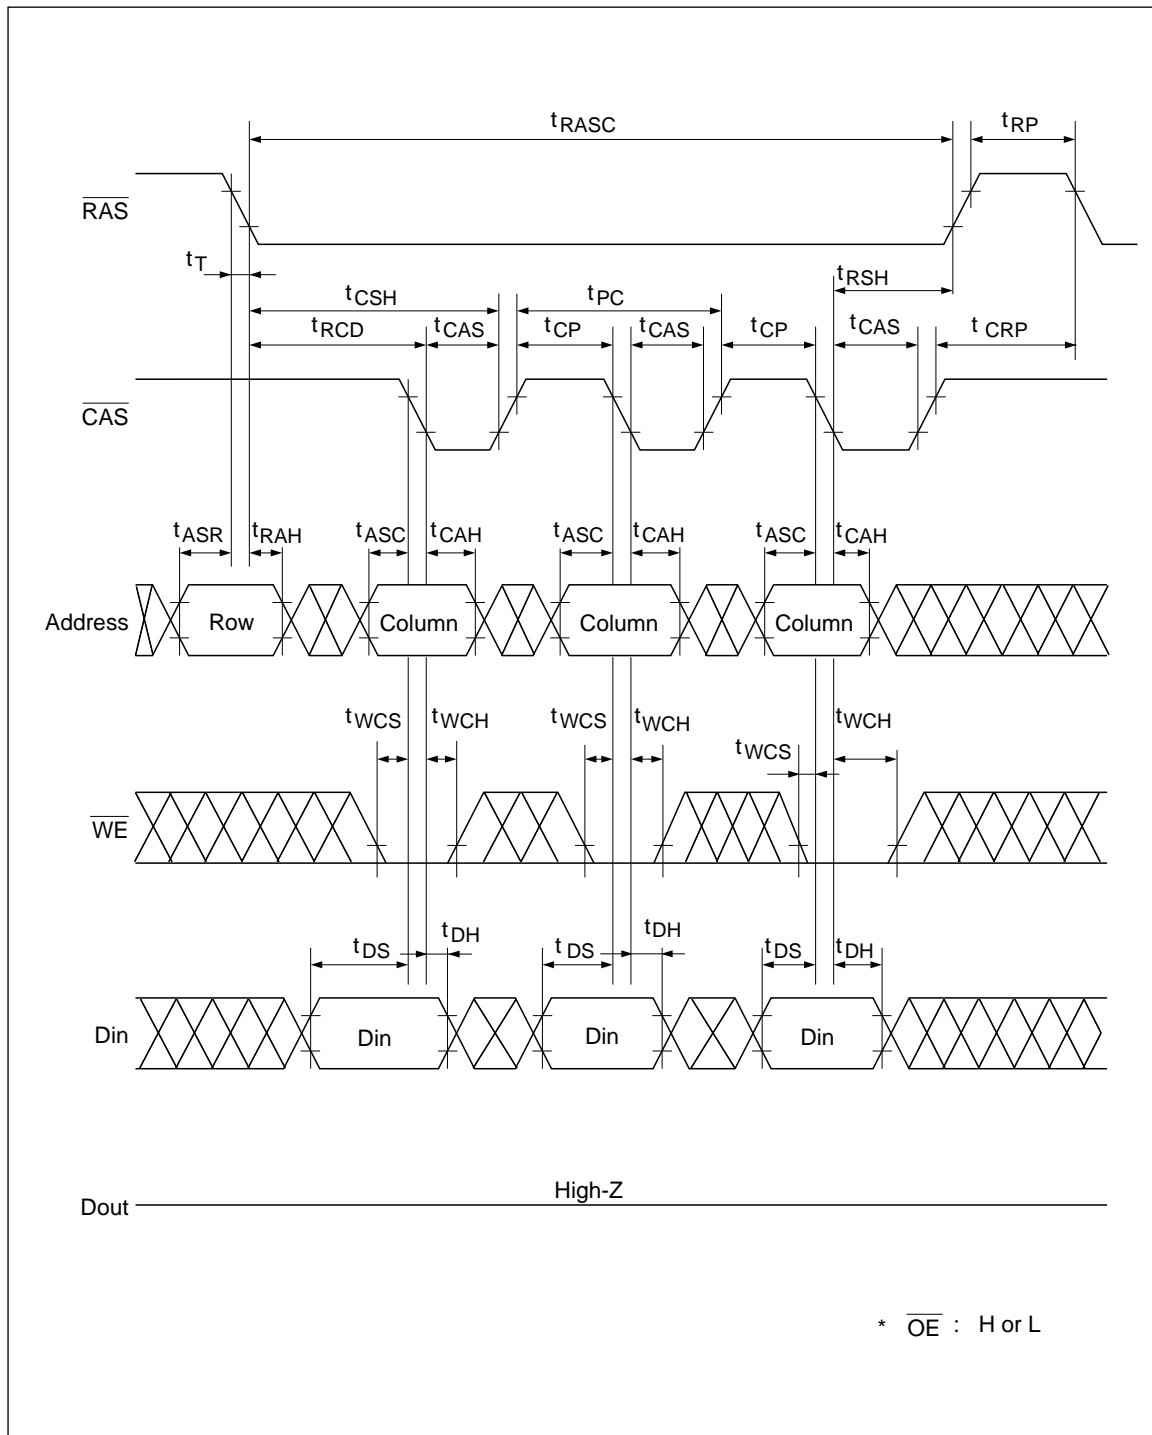 tRASC tRP
RAS
tT tRSH
tCSH tPC
tRCD tCAS tCP tCAS tCP tCAS tCRP
CAS
tASR tRAH tASC tCAH tASC tCAH tASC tCAH
Address Row Column Column Column
tWCS tWCH tWCS tWCH tWCS tWCH
WE
tDS tDH tDS tDH tDS tDH
Din Din Din Din
High-Z
Dout
* OE : H or L